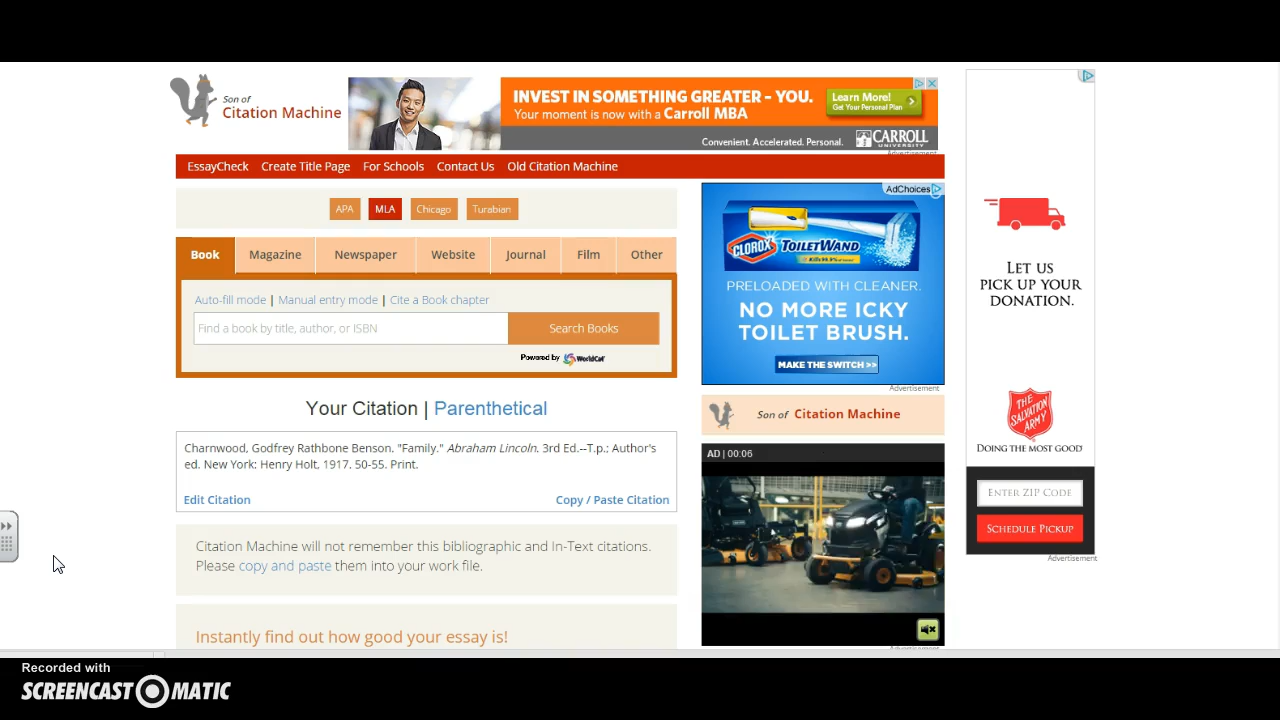 Son of
Citation Machine
INVEST IN SOMETHING GREATER – YOU.
Your moment is now with a Carroll MBA
Learn More!
Get Your Personal Plan
Convenient. Accelerated. Personal.
CARROLL
UNIVERSITY
Advertisement
EssayCheck Create Title Page For Schools Contact Us Old Citation Machine
APA MLA Chicago Turabian
Book Magazine Newspaper Website Journal Film Other
Auto-fill mode | Manual entry mode | Cite a Book chapter
Find a book by title, author, or ISBN Search Books
Powered by WorldCat
Your Citation | Parenthetical
Charnwood, Godfrey Rathbone Benson. "Family." Abraham Lincoln. 3rd Ed.--T.p.: Author's
ed. New York: Henry Holt, 1917. 50-55. Print.
Edit Citation Copy / Paste Citation
Citation Machine will not remember this bibliographic and In-Text citations.
Please copy and paste them into your work file.
Instantly find out how good your essay is!
AdChoices
CLOROX TOILETWAND
PRELOADED WITH CLEANER.
NO MORE ICKY
TOILET BRUSH.
MAKE THE SWITCH >>
Advertisement
Son of Citation Machine
AD | 00:06
Advertisement
LET US
PICK UP YOUR
DONATION.
THE
SALVATION
ARMY
DOING THE MOST GOOD
ENTER ZIP CODE
SCHEDULE PICKUP
Advertisement
Recorded with
SCREENCAST MATIC